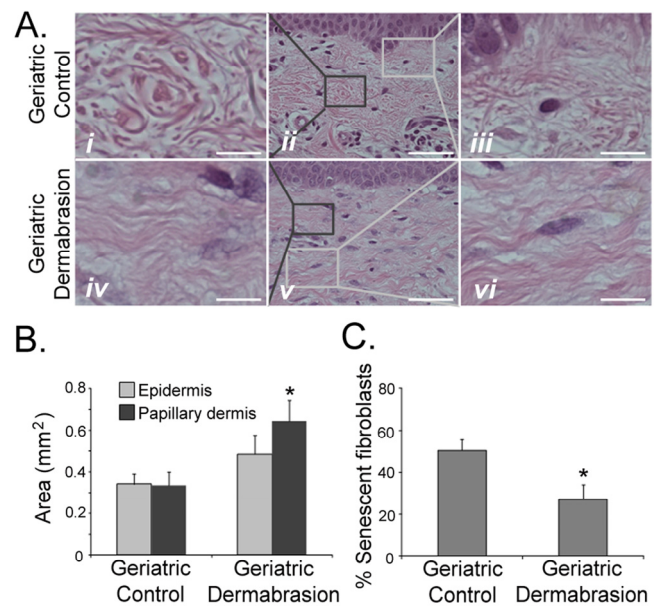 A.
Geriatric
Control
i
ii
iii
Geriatric
Dermabrasion
iv
v
vi
B.
Area (mm²)
0.8
0.6
0.4
0.2
0
Epidermis
Papillary dermis
*
Geriatric
Control
Geriatric
Dermabrasion
C.
% Senescent fibroblasts
80
60
40
20
0
*
Geriatric
Control
Geriatric
Dermabrasion